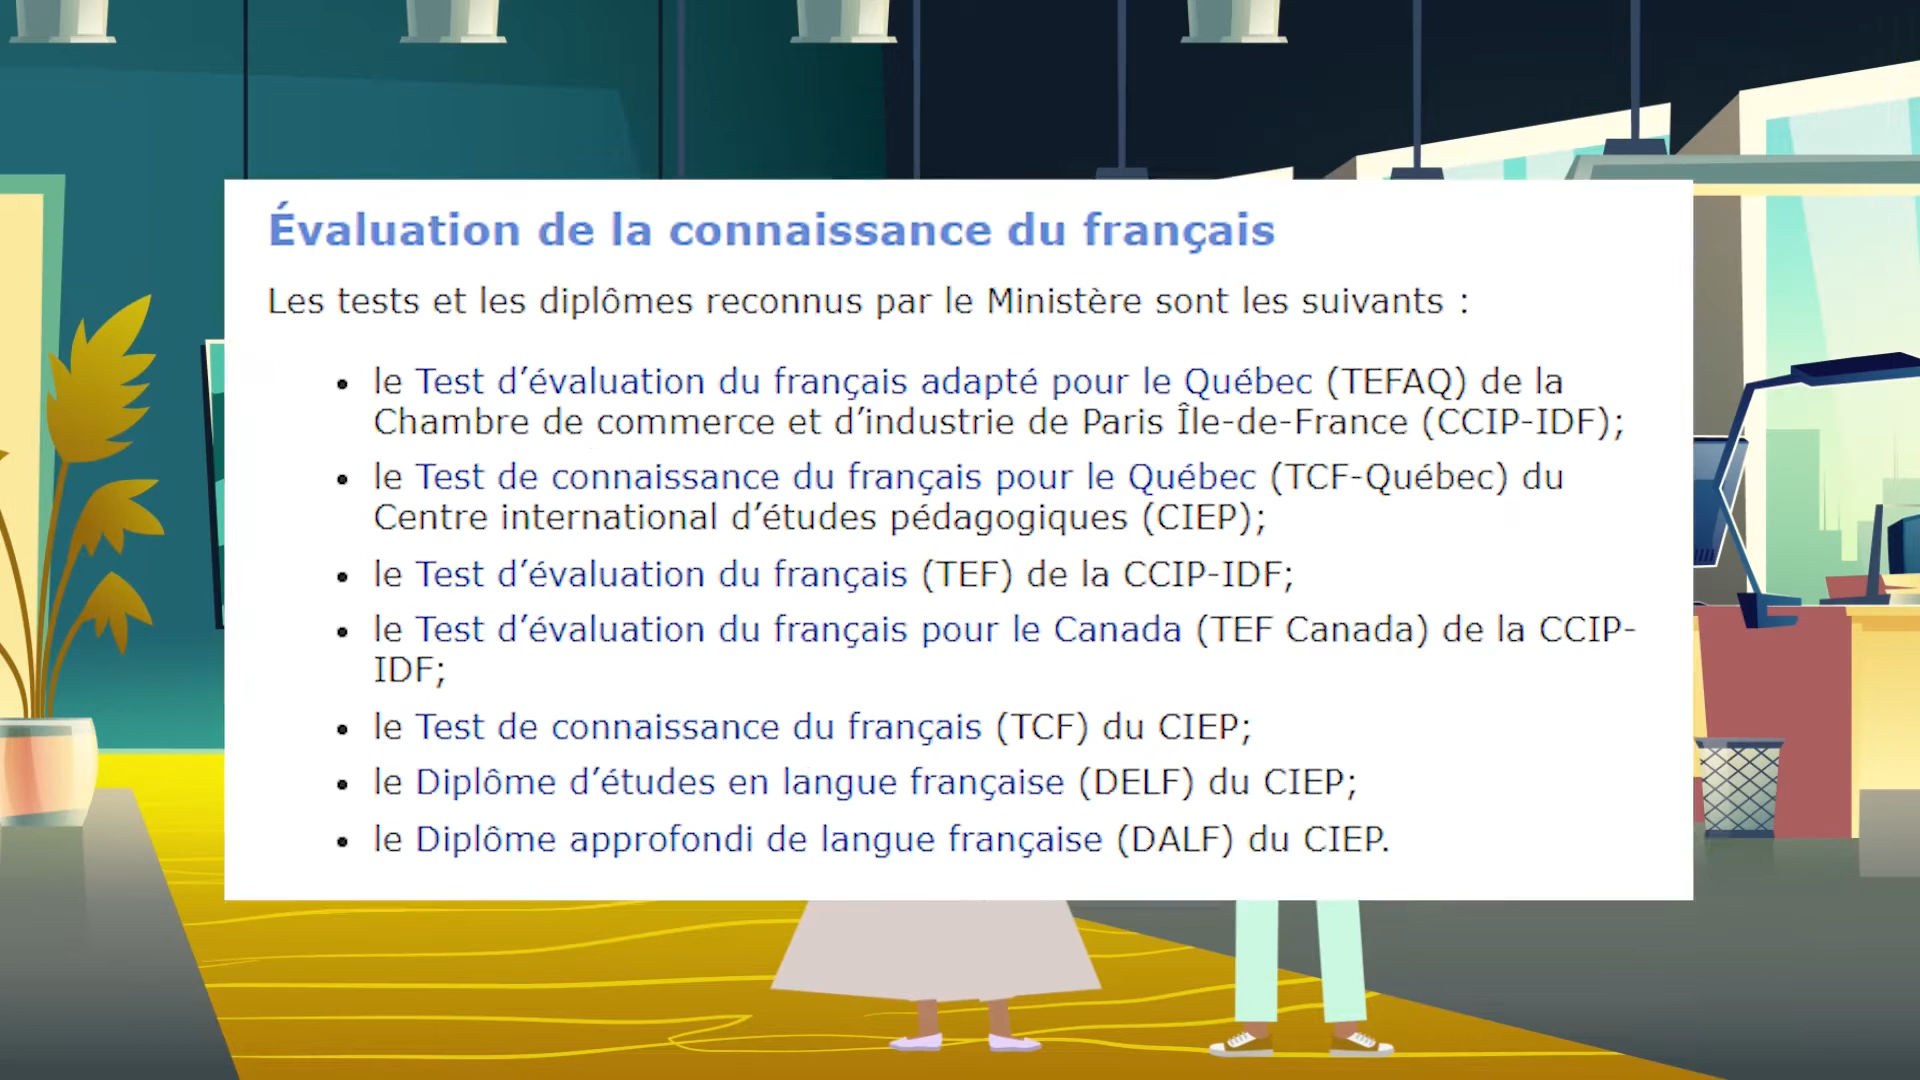 Évaluation de la connaissance du français
Les tests et les diplômes reconnus par le Ministère sont les suivants :
• le Test d’évaluation du français adapté pour le Québec (TEFAQ) de la
Chambre de commerce et d’industrie de Paris Île-de-France (CCIP-IDF);
• le Test de connaissance du français pour le Québec (TCF-Québec) du
Centre international d’études pédagogiques (CIEP);
• le Test d’évaluation du français (TEF) de la CCIP-IDF;
• le Test d’évaluation du français pour le Canada (TEF Canada) de la CCIP-
IDF;
• le Test de connaissance du français (TCF) du CIEP;
• le Diplôme d’études en langue française (DELF) du CIEP;
• le Diplôme approfondi de langue française (DALF) du CIEP.